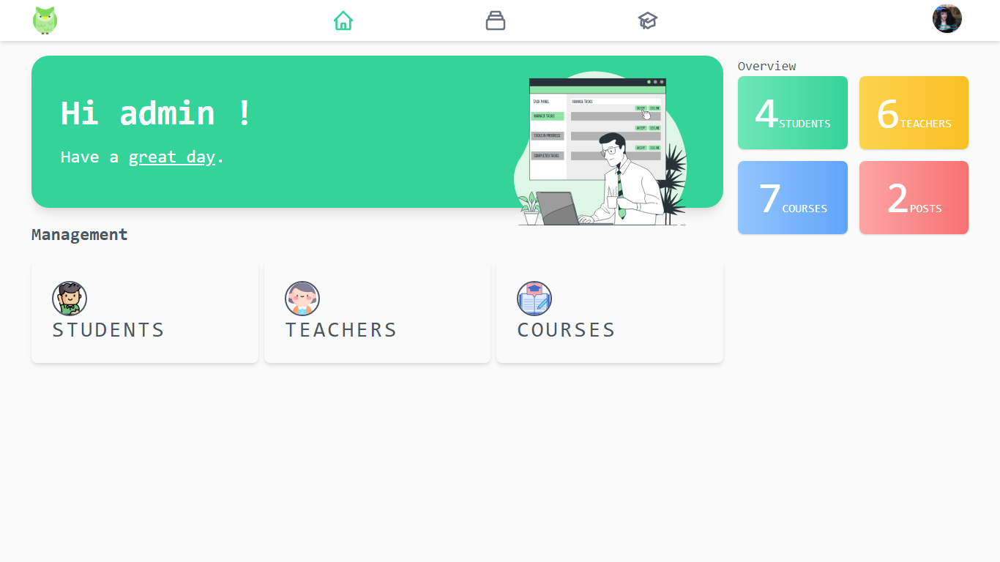 Hi admin !
Have a great day.
TASK PANEL
MANAGE TASKS
MANAGE TASKS
ACCEPT DECLINE
TASKS IN PROGRESS
ACCEPT DECLINE
COMPLETED TASKS
ACCEPT DECLINE
Overview
4 STUDENTS
6 TEACHERS
7 COURSES
2 POSTS
Management
STUDENTS
TEACHERS
COURSES